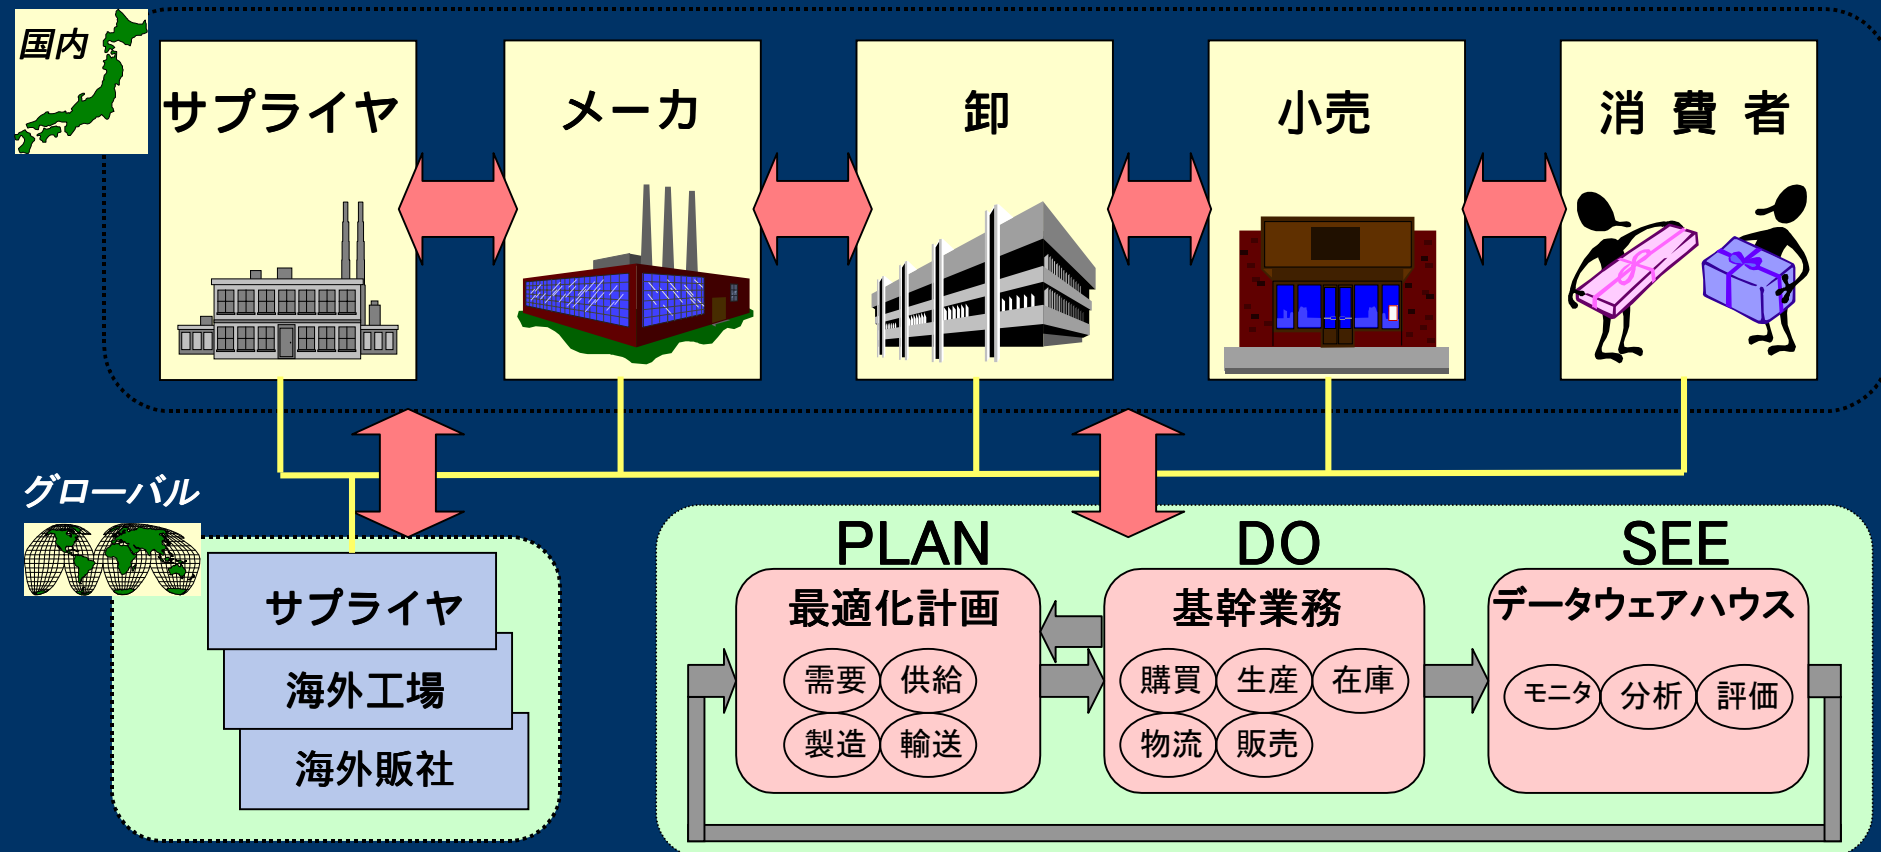 国内
サプライヤ
メーカ
卸
小売
消 費 者
グローバル
サプライヤ
海外工場
海外販社
PLAN
DO
SEE
最適化計画
需要 供給
製造 輸送
基幹業務
購買 生産 在庫
物流 販売
データウェアハウス
モニタ 分析 評価